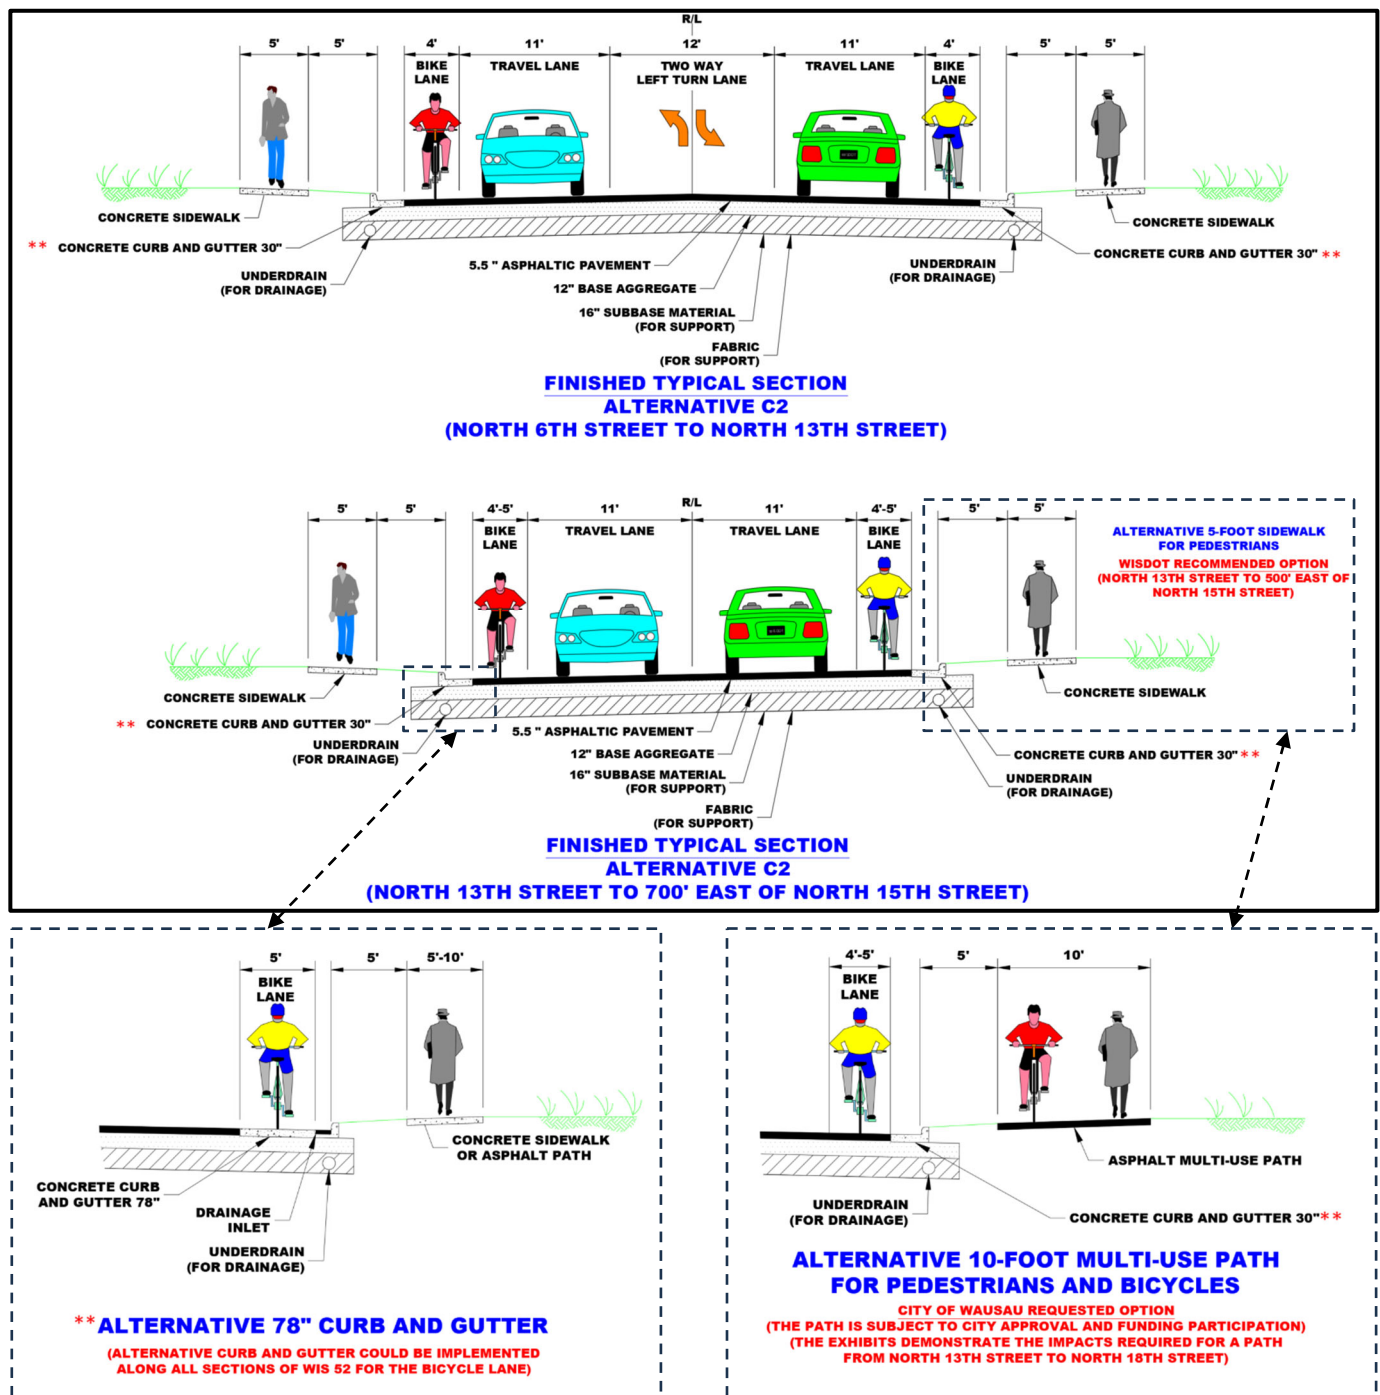 R/L
5'
5'
4'
11'
12'
11'
4'
5'
5'
BIKE
LANE
TRAVEL LANE
TWO WAY
LEFT TURN LANE
TRAVEL LANE
BIKE
LANE
CONCRETE SIDEWALK
CONCRETE SIDEWALK
** CONCRETE CURB AND GUTTER 30"
CONCRETE CURB AND GUTTER 30" **
UNDERDRAIN
(FOR DRAINAGE)
5.5 " ASPHALTIC PAVEMENT
UNDERDRAIN
(FOR DRAINAGE)
12" BASE AGGREGATE
16" SUBBASE MATERIAL
(FOR SUPPORT)
FABRIC
(FOR SUPPORT)
FINISHED TYPICAL SECTION
ALTERNATIVE C2
(NORTH 6TH STREET TO NORTH 13TH STREET)
R/L
5'
5'
4'-5'
11'
11'
4'-5'
5'
5'
BIKE
LANE
TRAVEL LANE
TRAVEL LANE
BIKE
LANE
ALTERNATIVE 5-FOOT SIDEWALK
FOR PEDESTRIANS
WISDOT RECOMMENDED OPTION
(NORTH 13TH STREET TO 500' EAST OF
NORTH 15TH STREET)
CONCRETE SIDEWALK
CONCRETE SIDEWALK
** CONCRETE CURB AND GUTTER 30"
5.5 " ASPHALTIC PAVEMENT
UNDERDRAIN
(FOR DRAINAGE)
12" BASE AGGREGATE
CONCRETE CURB AND GUTTER 30" **
16" SUBBASE MATERIAL
(FOR SUPPORT)
UNDERDRAIN
(FOR DRAINAGE)
FABRIC
(FOR SUPPORT)
FINISHED TYPICAL SECTION
ALTERNATIVE C2
(NORTH 13TH STREET TO 700' EAST OF NORTH 15TH STREET)
5'
5'
5'-10'
BIKE
LANE
CONCRETE SIDEWALK
OR ASPHALT PATH
CONCRETE CURB
AND GUTTER 78"
DRAINAGE
INLET
UNDERDRAIN
(FOR DRAINAGE)
**ALTERNATIVE 78" CURB AND GUTTER
(ALTERNATIVE CURB AND GUTTER COULD BE IMPLEMENTED
ALONG ALL SECTIONS OF WIS 52 FOR THE BICYCLE LANE)
4'-5'
5'
10'
BIKE
LANE
ASPHALT MULTI-USE PATH
UNDERDRAIN
(FOR DRAINAGE)
CONCRETE CURB AND GUTTER 30"**
ALTERNATIVE 10-FOOT MULTI-USE PATH
FOR PEDESTRIANS AND BICYCLES
CITY OF WAUSAU REQUESTED OPTION
(THE PATH IS SUBJECT TO CITY APPROVAL AND FUNDING PARTICIPATION)
(THE EXHIBITS DEMONSTRATE THE IMPACTS REQUIRED FOR A PATH
FROM NORTH 13TH STREET TO NORTH 18TH STREET)